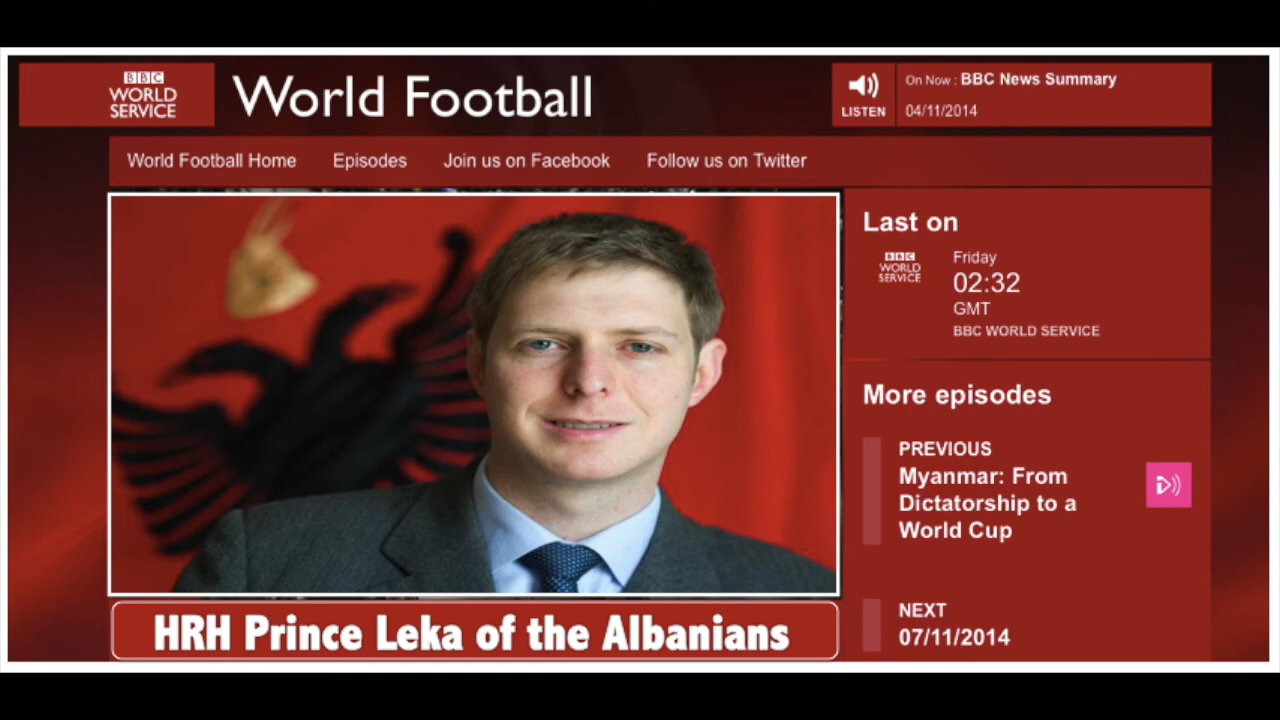 BBC
WORLD
SERVICE
World Football
LISTEN
On Now : BBC News Summary
04/11/2014
World Football Home
Episodes
Join us on Facebook
Follow us on Twitter
HRH Prince Leka of the Albanians
Last on
BBC
WORLD
SERVICE
Friday
02:32
GMT
BBC WORLD SERVICE
More episodes
PREVIOUS
Myanmar: From
Dictatorship to a
World Cup
NEXT
07/11/2014